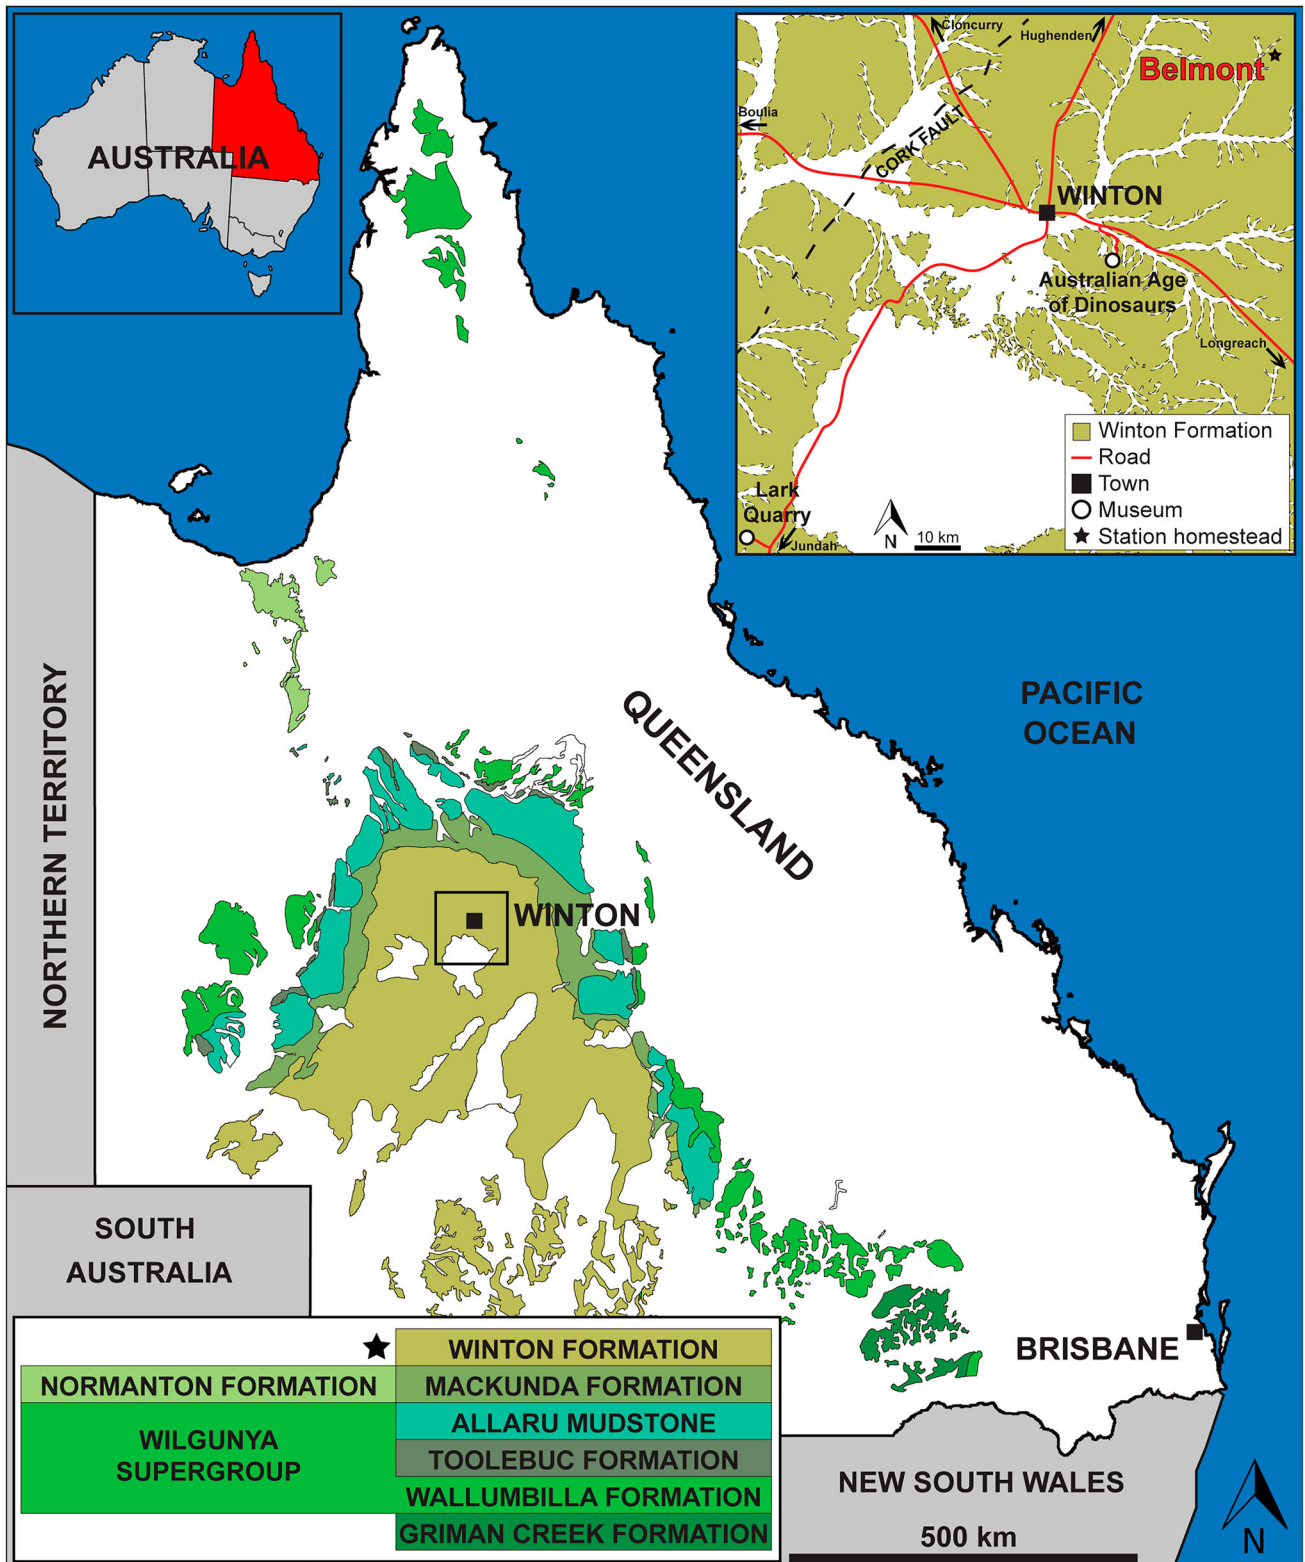 AUSTRALIA
Cloncurry
Hughenden
Belmont
Boulia
CORK FAULT
WINTON
Australian Age
of Dinosaurs
Longreach
Winton Formation
Road
Town
Museum
Station homestead
Lark
Quarry
Jundah
N
10 km
PACIFIC
OCEAN
QUEENSLAND
NORTHERN TERRITORY
WINTON
SOUTH
AUSTRALIA
BRISBANE
WINTON FORMATION
NORMANTON FORMATION
MACKUNDA FORMATION
WILGUNYA
SUPERGROUP
ALLARU MUDSTONE
TOOLEBUC FORMATION
WALLUMBILLA FORMATION
GRIMAN CREEK FORMATION
NEW SOUTH WALES
500 km
N